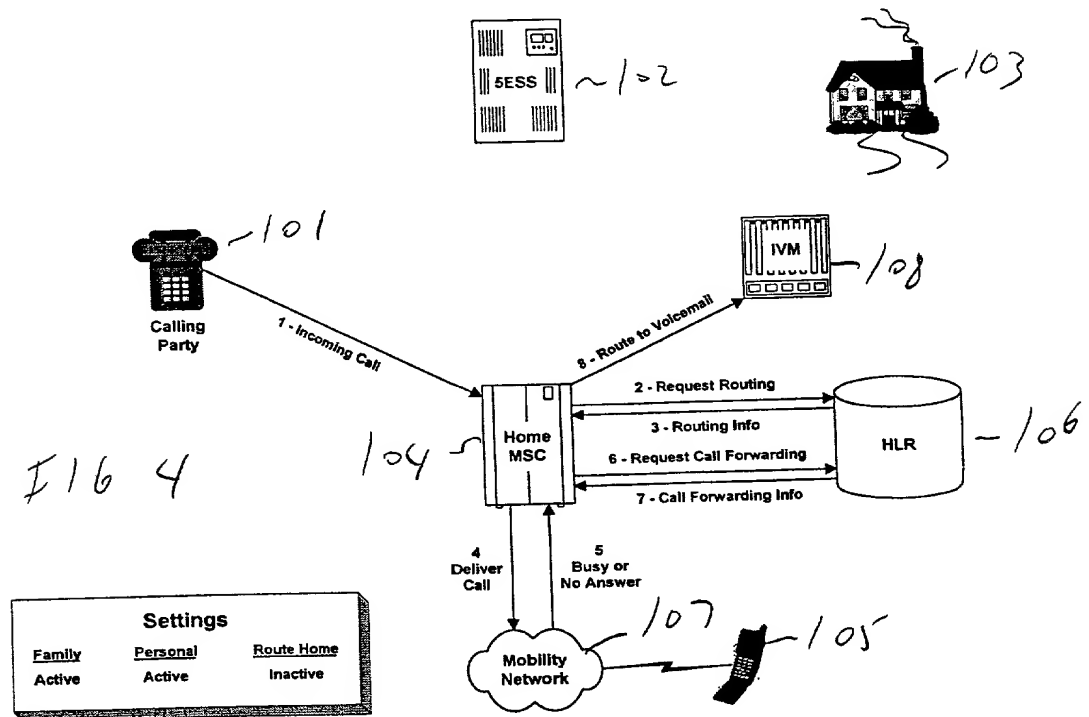 5ESS
102
103
101
Calling
Party
1 - Incoming Call
IVM
108
8 - Route to Voicemail
2 - Request Routing
3 - Routing Info
6 - Request Call Forwarding
7 - Call Forwarding Info
Home
MSC
104
HLR
106
FIG 4
4
Deliver
Call
5
Busy or
No Answer
107
105
Mobility
Network
Settings
Family Personal Route Home
Active Active Inactive